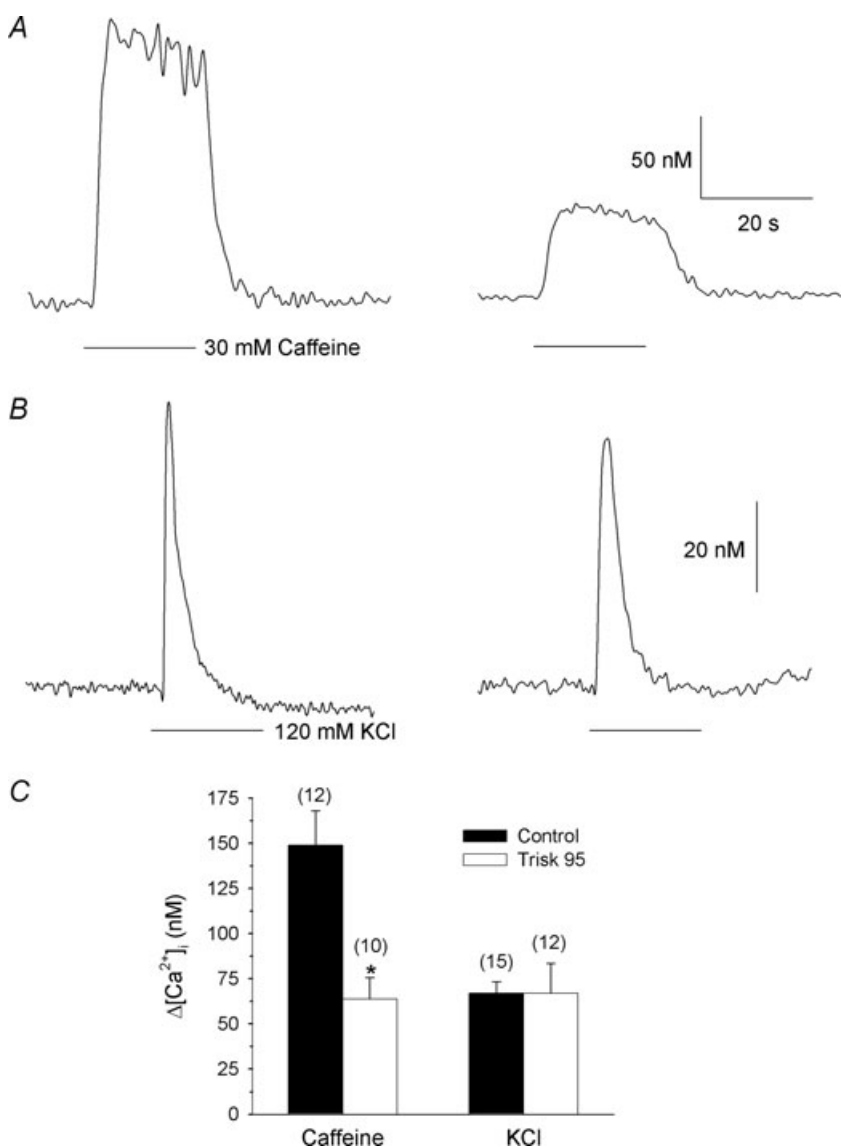 A
50 nM
20 s
30 mM Caffeine
B
20 nM
120 mM KCl
C
Δ[Ca²⁺]ᵢ (nM)
175
150
125
100
75
50
25
0
(12)
(10)
*
(15)
(12)
Control
Trisk 95
Caffeine
KCl